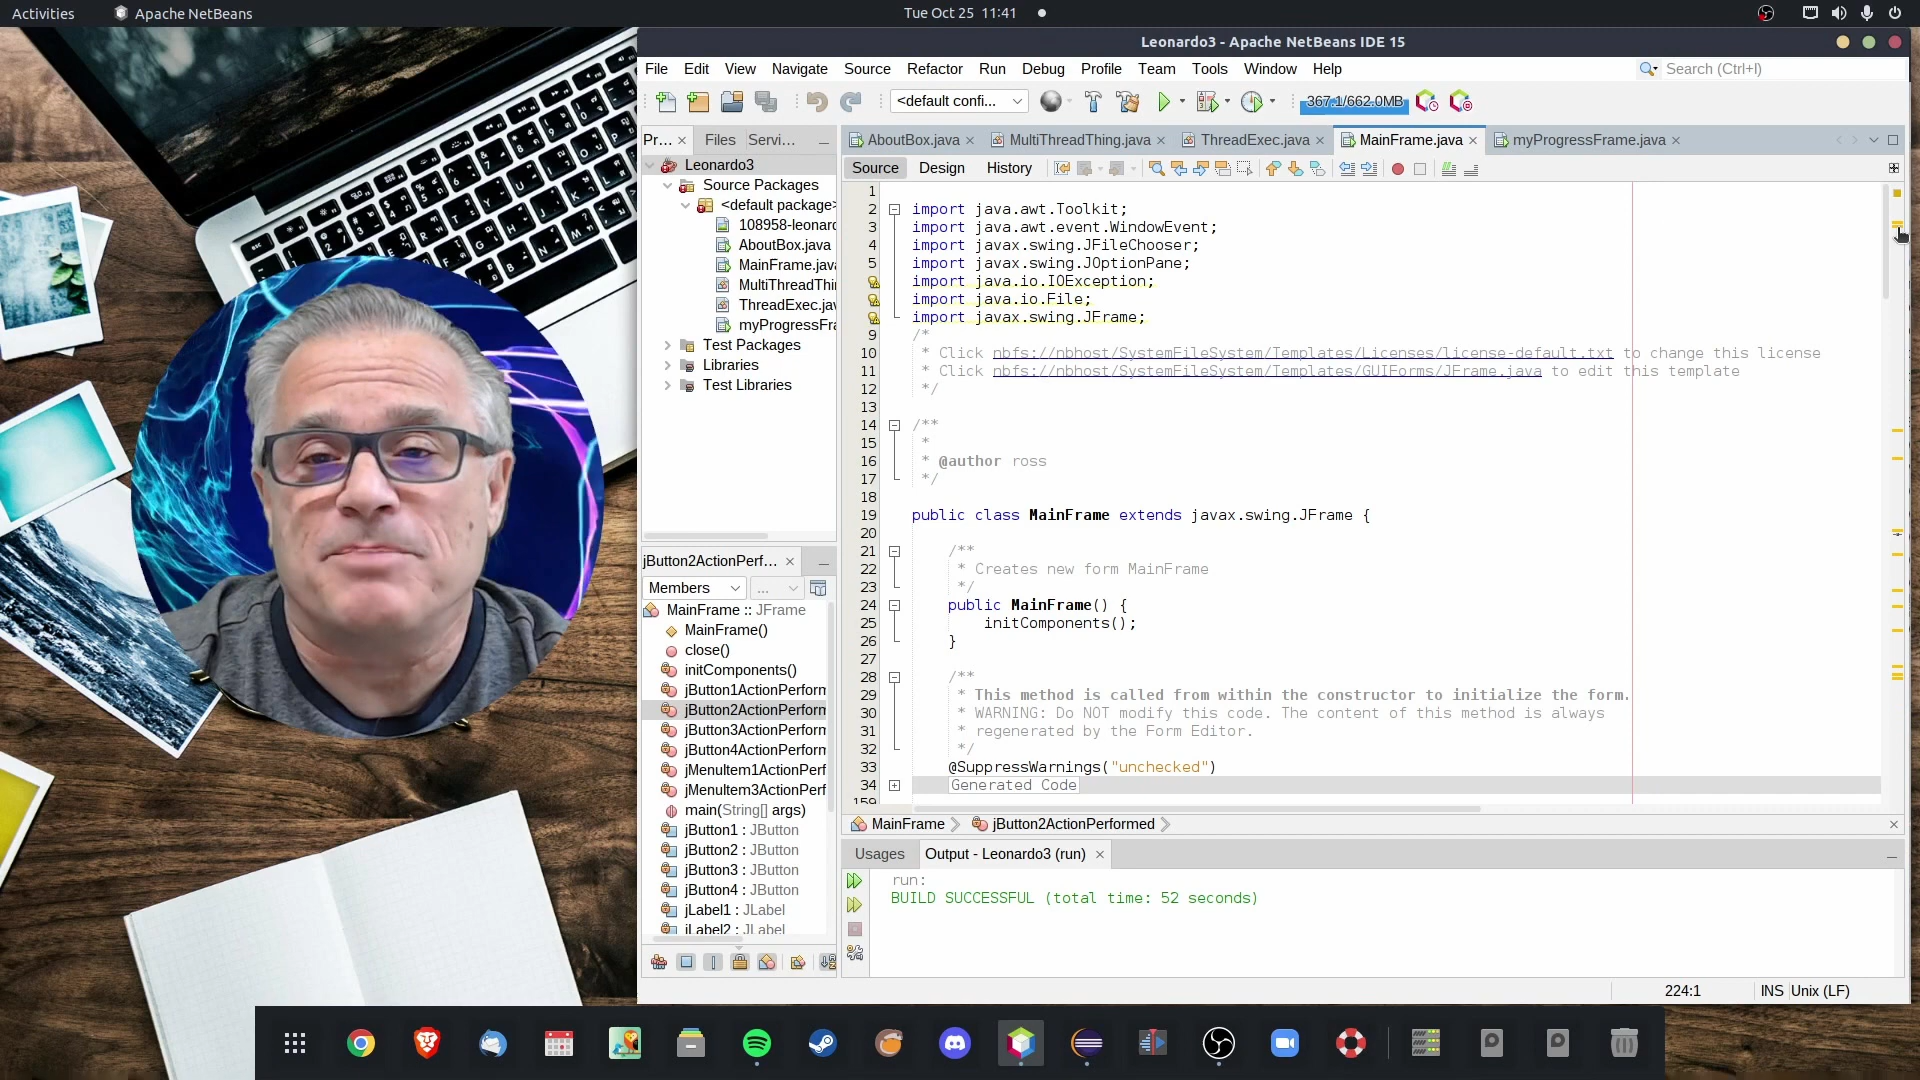 Activities
Apache NetBeans
Tue Oct 25 11:41
Leonardo3 - Apache NetBeans IDE 15
File Edit View Navigate Source Refactor Run Debug Profile Team Tools Window Help
Search (Ctrl+I)
<default confi...
367.1/662.0MB
Pr... Files Servi...
AboutBox.java MultiThreadThing.java ThreadExec.java MainFrame.java myProgressFrame.java
Source Design History
Leonardo3
Source Packages
<default package>
108958-leonard
AboutBox.java
MainFrame.java
MultiThreadThi
ThreadExec.jav
myProgressFra
Test Packages
Libraries
Test Libraries
jButton2ActionPerf...
Members
...
MainFrame :: JFrame
MainFrame()
close()
initComponents()
jButton1ActionPerform
jButton2ActionPerform
jButton3ActionPerform
jButton4ActionPerform
jMenuItem1ActionPerf
jMenuItem3ActionPerf
main(String[] args)
jButton1 : JButton
jButton2 : JButton
jButton3 : JButton
jButton4 : JButton
jLabel1 : JLabel
jLabel2 : JLabel
1
2 import java.awt.Toolkit;
3 import java.awt.event.WindowEvent;
4 import javax.swing.JFileChooser;
5 import javax.swing.JOptionPane;
import java.io.IOException;
import java.io.File;
import javax.swing.JFrame;
9 /*
10 * Click nbfs://nbhost/SystemFileSystem/Templates/Licenses/license-default.txt to change this license
11 * Click nbfs://nbhost/SystemFileSystem/Templates/GUIForms/JFrame.java to edit this template
12 */
13
14 /**
15 *
16 * @author ross
17 */
18
19 public class MainFrame extends javax.swing.JFrame {
20
21 /**
22 * Creates new form MainFrame
23 */
24 public MainFrame() {
25 initComponents();
26 }
27
28 /**
29 * This method is called from within the constructor to initialize the form.
30 * WARNING: Do NOT modify this code. The content of this method is always
31 * regenerated by the Form Editor.
32 */
33 @SuppressWarnings("unchecked")
34 Generated Code
159
MainFrame jButton2ActionPerformed
Usages Output - Leonardo3 (run)
run:
BUILD SUCCESSFUL (total time: 52 seconds)
224:1 INS Unix (LF)